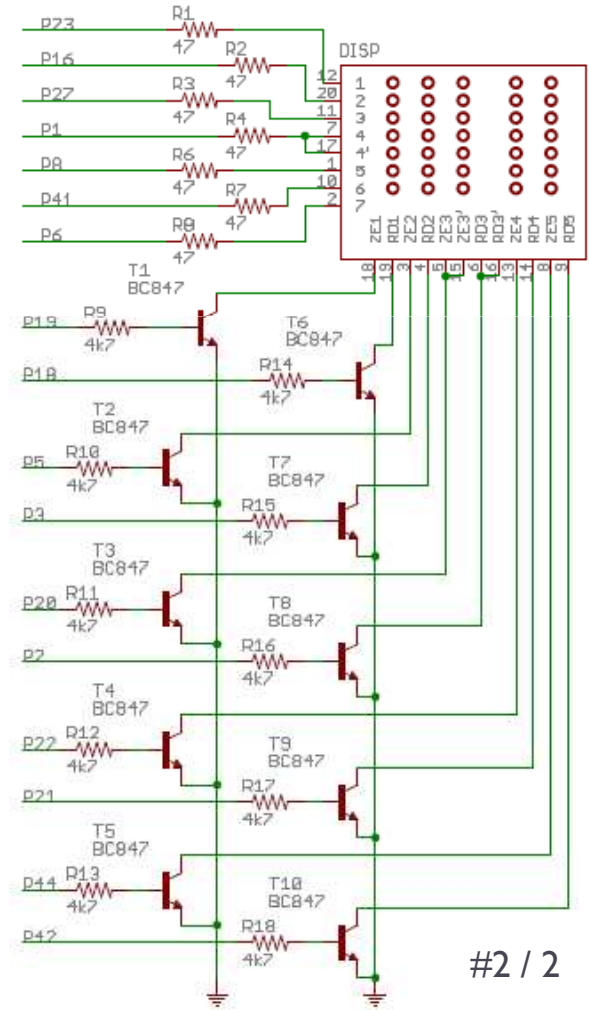 P23
R1
47
P16
R2
47
P27
R3
47
P1
R4
47
P8
R6
47
P41
R7
47
P6
R8
47
DISP
12 1
20 2
11 3
7 4
17 4'
1 5
10 6
2 7
ZE1 RD1 ZE2 RD2 ZE3 ZE3' RD3 RD3' ZE4 RD4 ZE5 RD5
18 19 3 4 5 15 6 16 13 14 8 9
T1
BC847
P19
R9
4k7
T6
BC847
P18
R14
4k7
T2
BC847
P5
R10
4k7
T7
BC847
P3
R15
4k7
T3
BC847
P20
R11
4k7
T8
BC847
P2
R16
4k7
T4
BC847
P22
R12
4k7
T9
BC847
P21
R17
4k7
T5
BC847
P44
R13
4k7
T10
BC847
P42
R18
4k7
#2 / 2